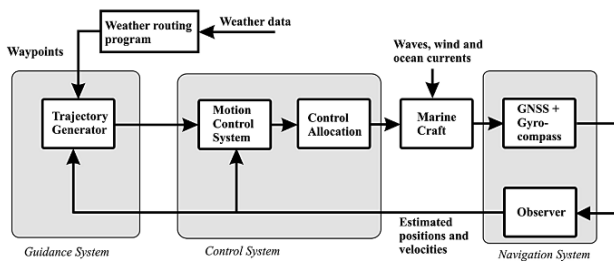 Weather routing
program
Weather data
Waypoints
Waves, wind and
ocean currents
Trajectory
Generator
Motion
Control
System
Control
Allocation
Marine
Craft
GNSS +
Gyro-
compass
Observer
Estimated
positions and
velocities
Guidance System
Control System
Navigation System